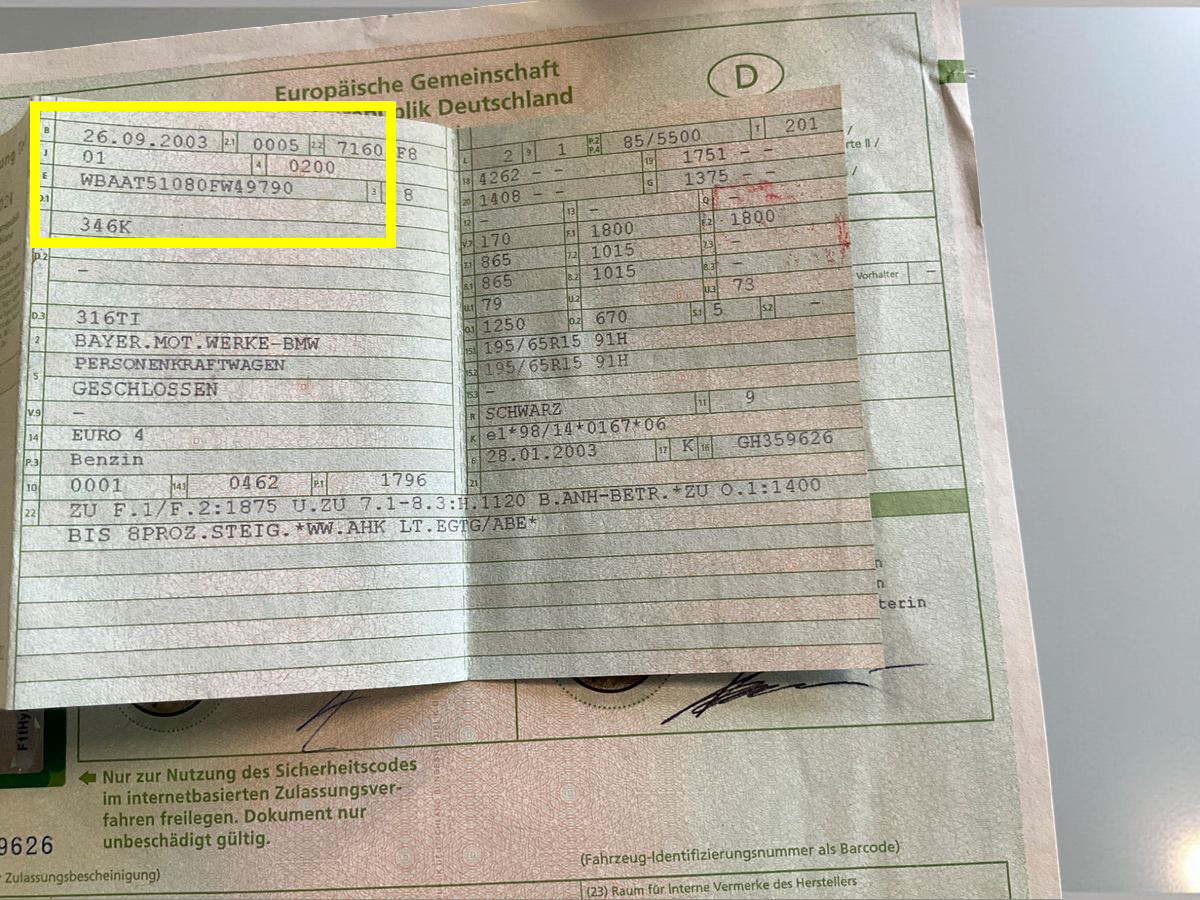 Europäische Gemeinschaft
D
publik Deutschland
B 26.09.2003 2.1 0005 2.2 7160 F8
J 01 4 0200
E WBAAT51080FW49790 3 8
D.1 346K
D.2 –
D.3 316TI
2 BAYER.MOT.WERKE-BMW
5 PERSONENKRAFTWAGEN
GESCHLOSSEN
V.9 –
14 EURO 4
P.3 Benzin
10 0001 14.1 0462 P.1 1796
22 ZU F.1/F.2:1875 U.ZU 7.1-8.3:H.1120 B.ANH-BETR.*ZU O.1:1400
BIS 8PROZ.STEIG.*WW.AHK LT.EGTG/ABE*
L 2 9 1 P.2 P.4 85/5500 T 201
18 4262 – – 19 1751 – –
20 1408 – – G 1375 – –
12 – 13 – Q –
V.7 170 F.1 1800 F.2 1800
7.1 865 7.2 1015 7.3 –
8.1 865 8.2 1015 8.3 –
U.1 79 U.2 U.3 73
O.1 1250 O.2 670 S.1 5 S.2 –
15.1 195/65R15 91H
15.2 195/65R15 91H
15.3 –
R SCHWARZ 11 9
K e1*98/14*0167*06
6 28.01.2003 17 K 16 GH359626
21
rte II /
Vorhalter –
terin
Nur zur Nutzung des Sicherheitscodes
im internetbasierten Zulassungsver-
fahren freilegen. Dokument nur
unbeschädigt gültig.
9626
Zulassungsbescheinigung)
(Fahrzeug-Identifizierungsnummer als Barcode)
(23) Raum für Interne Vermerke des Herstellers